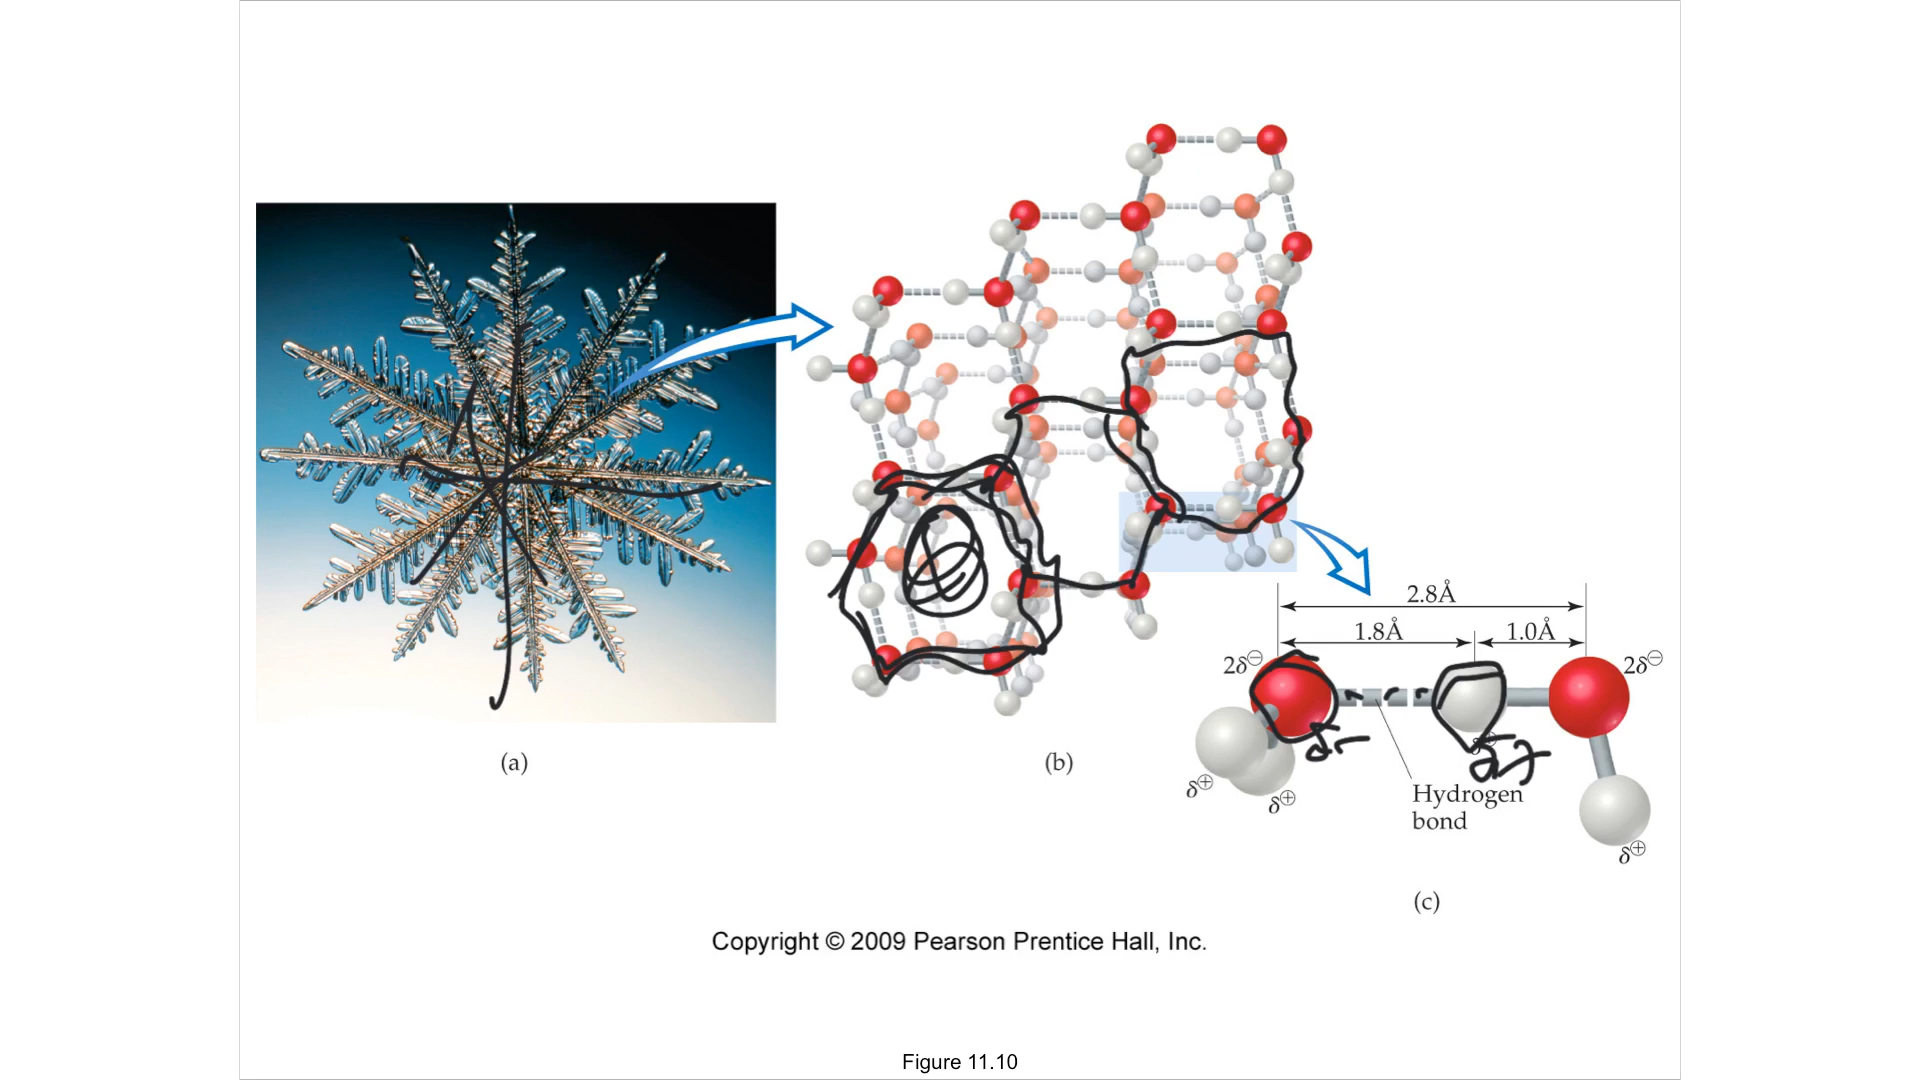 2.8Å
1.8Å 1.0Å
2δ⊖ 2δ⊖
δ⊕
δ-
δ+
Hydrogen
bond
δ⊕
δ⊕
δ⊕
(a)
(b)
(c)
Copyright © 2009 Pearson Prentice Hall, Inc.
Figure 11.10